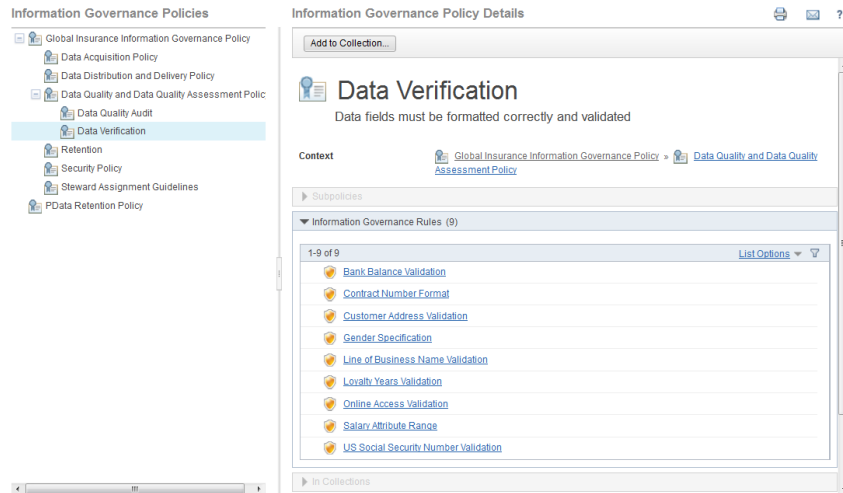 Information Governance Policies
Global Insurance Information Governance Policy
Data Acquisition Policy
Data Distribution and Delivery Policy
Data Quality and Data Quality Assessment Polic
Data Quality Audit
Data Verification
Retention
Security Policy
Steward Assignment Guidelines
PData Retention Policy
Information Governance Policy Details
?
Add to Collection...
Data Verification
Data fields must be formatted correctly and validated
Context
Global Insurance Information Governance Policy » Data Quality and Data Quality
Assessment Policy
Subpolicies
Information Governance Rules (9)
1-9 of 9
List Options
Bank Balance Validation
Contract Number Format
Customer Address Validation
Gender Specification
Line of Business Name Validation
Loyalty Years Validation
Online Access Validation
Salary Attribute Range
US Social Security Number Validation
In Collections